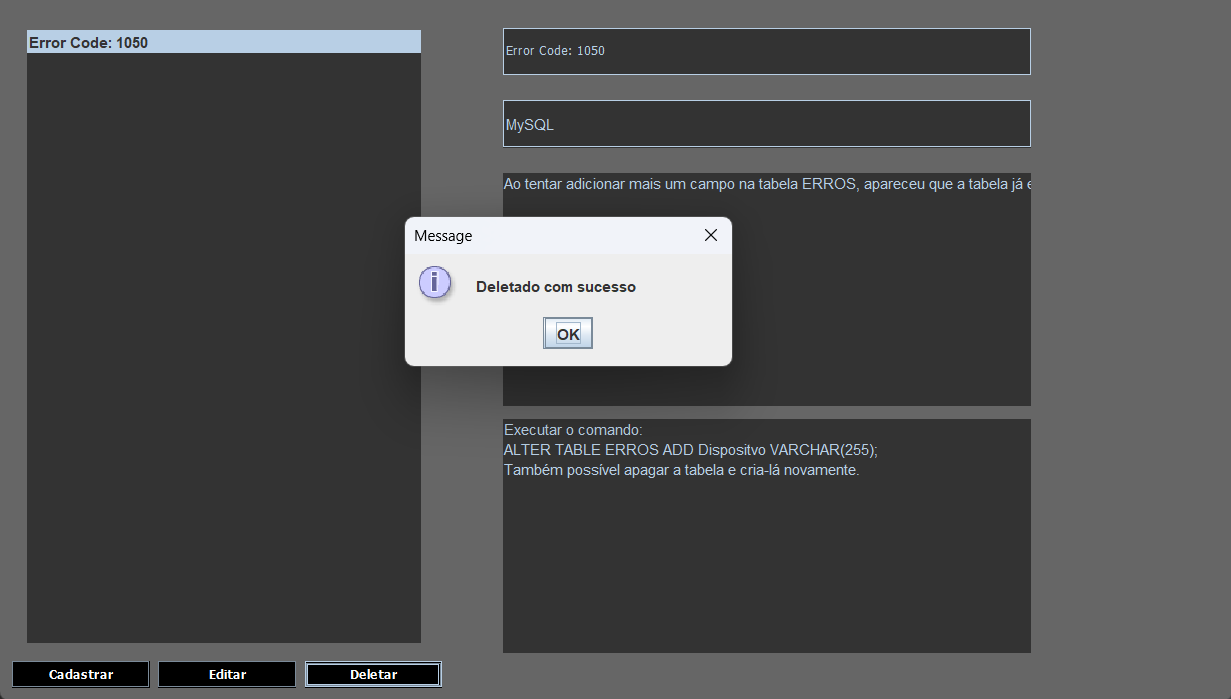 Error Code: 1050
Error Code: 1050
MySQL
Ao tentar adicionar mais um campo na tabela ERROS, apareceu que a tabela já
Message
Deletado com sucesso
OK
Executar o comando:
ALTER TABLE ERROS ADD Dispositvo VARCHAR(255);
Também possível apagar a tabela e cria-lá novamente.
Cadastrar
Editar
Deletar